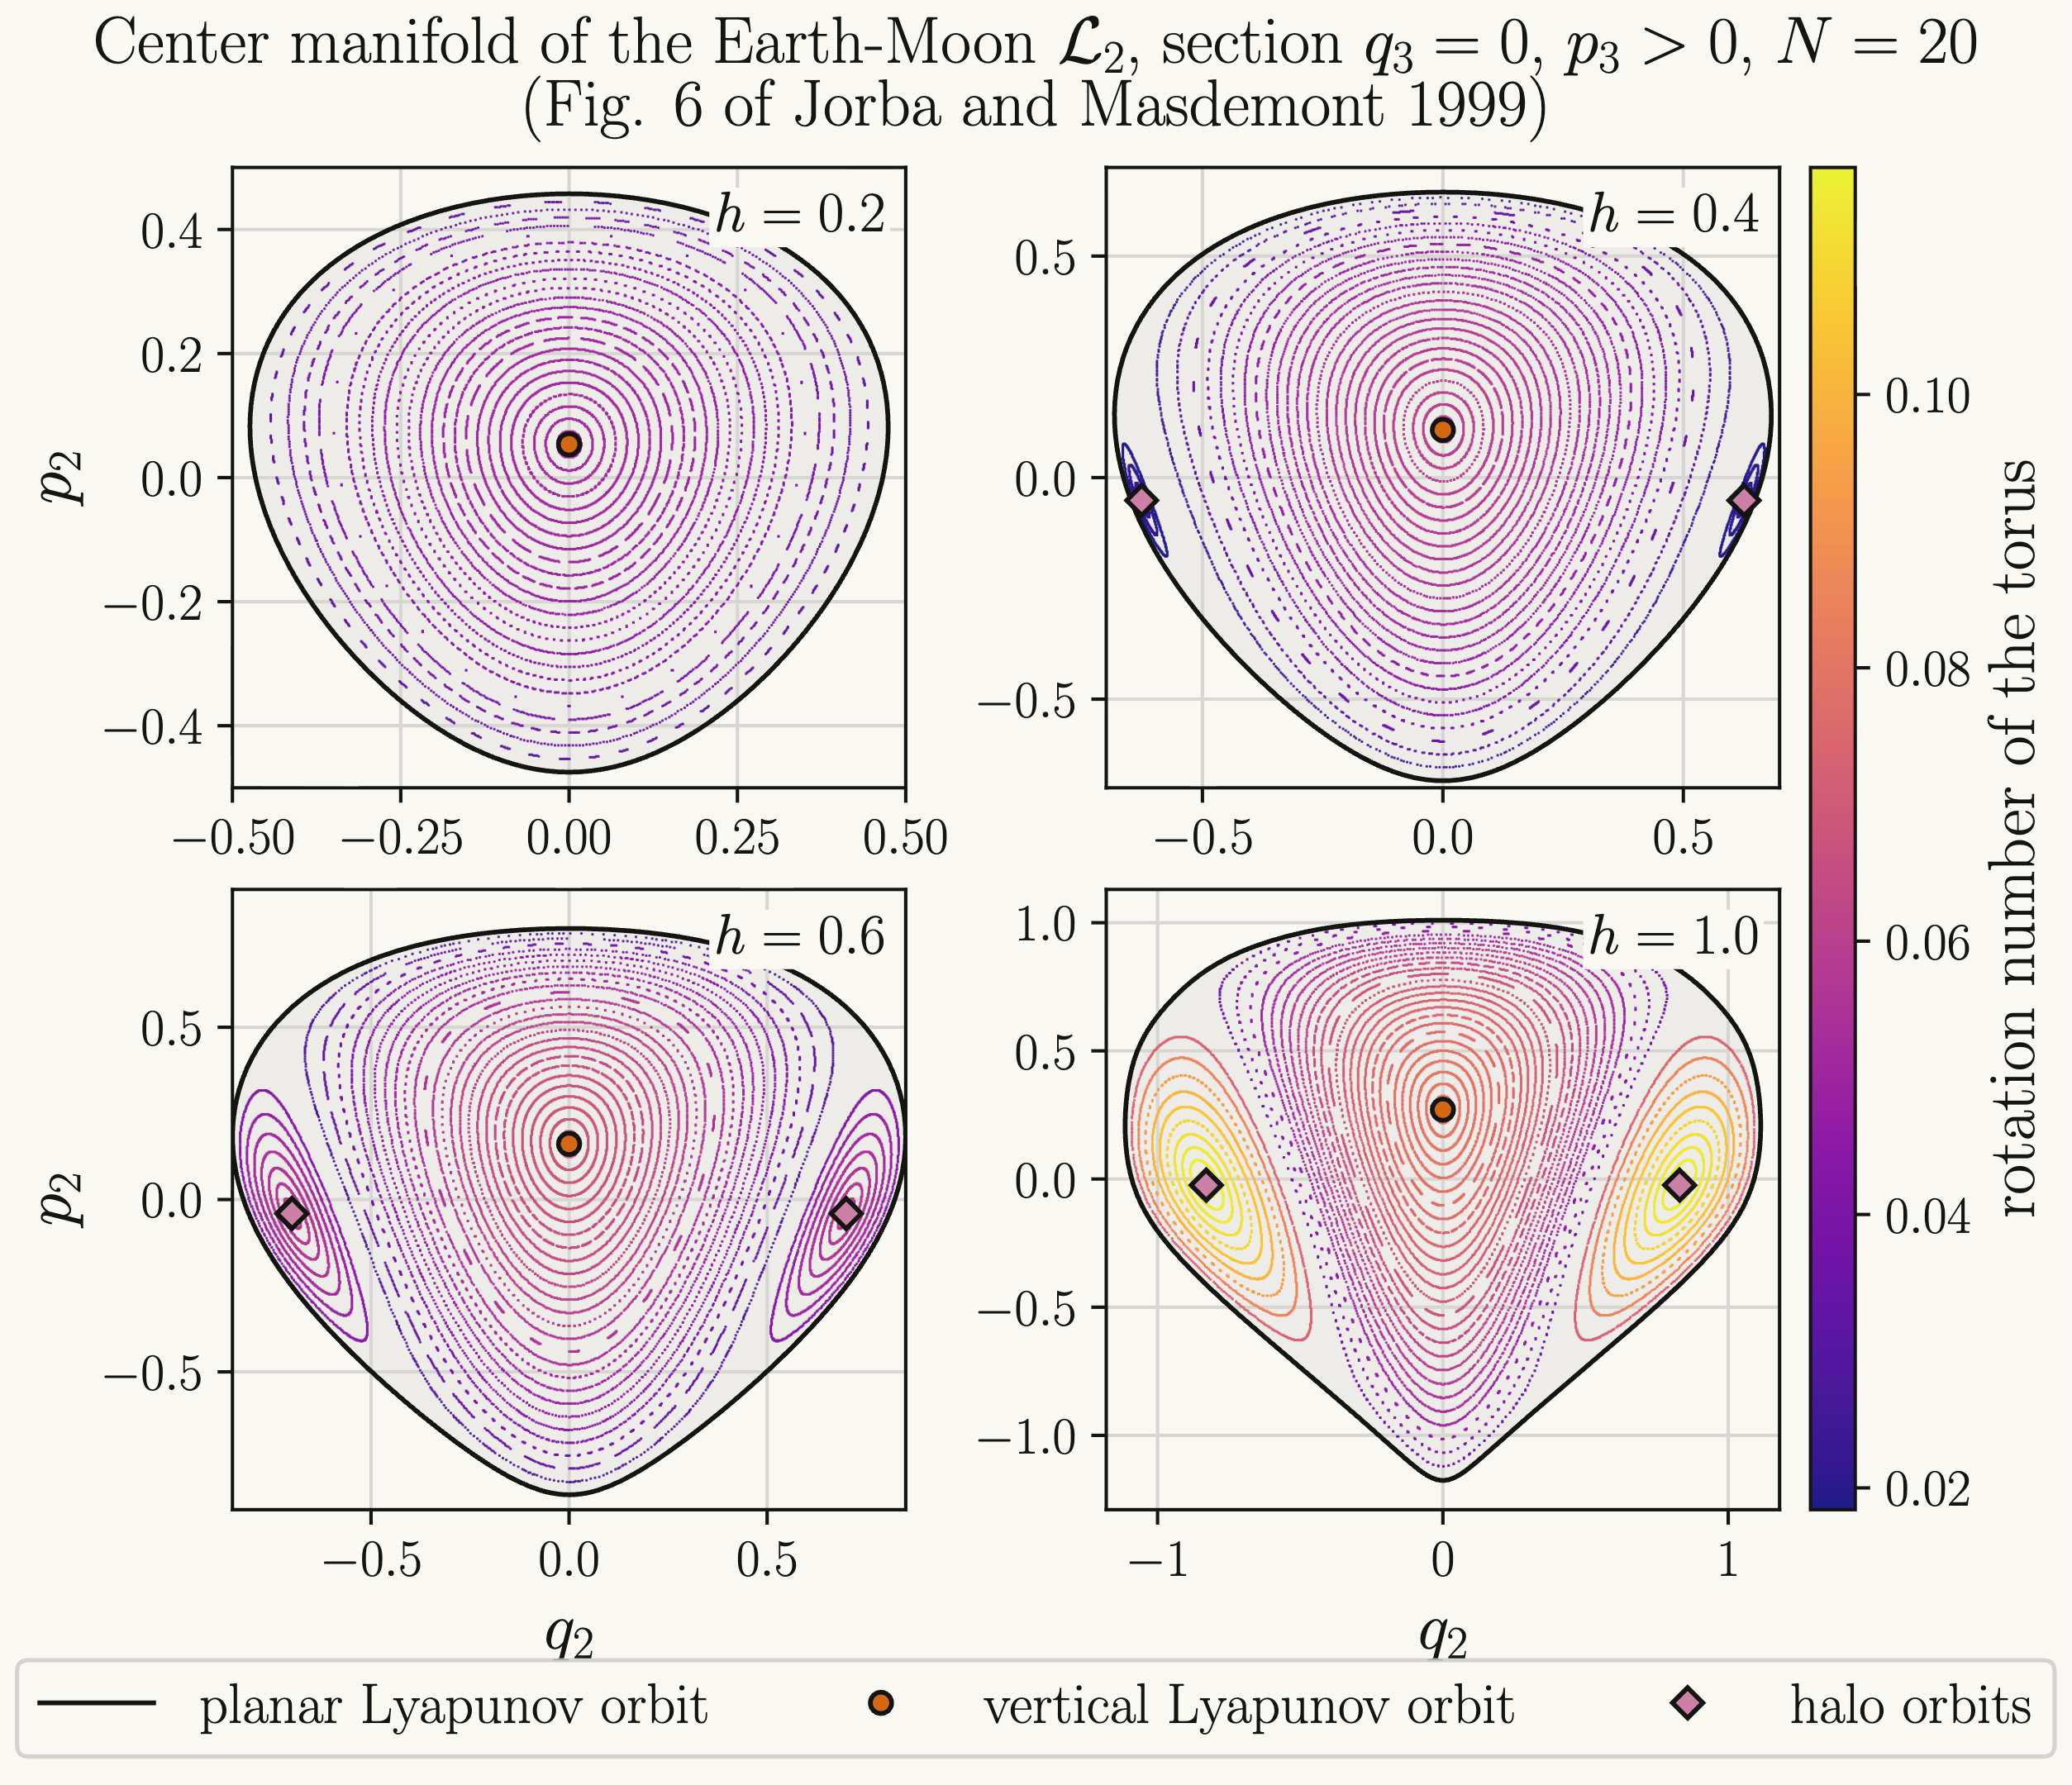 Center manifold of the Earth-Moon 𝓛₂, section q₃ = 0, p₃ > 0, N = 20
(Fig. 6 of Jorba and Masdemont 1999)
h = 0.2
p₂
0.4
0.2
0.0
−0.2
−0.4
−0.50 −0.25 0.00 0.25 0.50
h = 0.4
0.5
0.0
−0.5
−0.5 0.0 0.5
h = 0.6
p₂
0.5
0.0
−0.5
−0.5 0.0 0.5
q₂
h = 1.0
1.0
0.5
0.0
−0.5
−1.0
−1 0 1
q₂
0.10
0.08
0.06
0.04
0.02
rotation number of the torus
planar Lyapunov orbit
vertical Lyapunov orbit
halo orbits